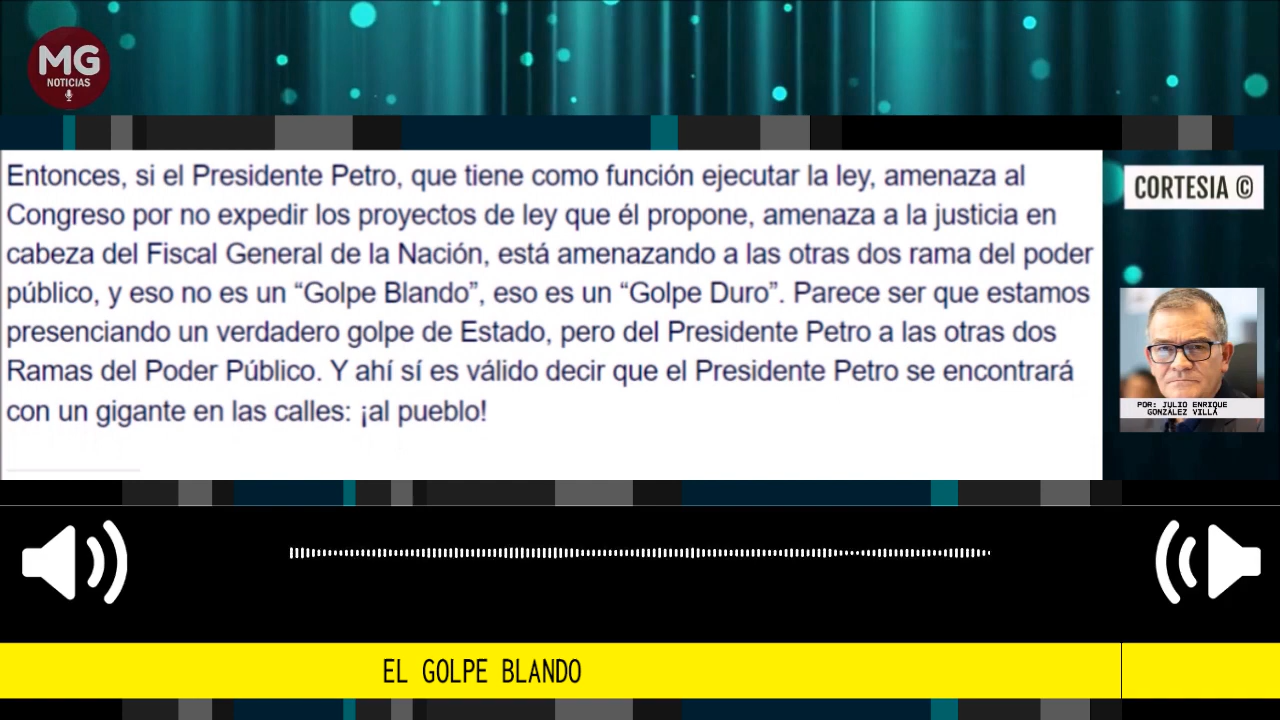 MG
NOTICIAS
Entonces, si el Presidente Petro, que tiene como función ejecutar la ley, amenaza al
Congreso por no expedir los proyectos de ley que él propone, amenaza a la justicia en
cabeza del Fiscal General de la Nación, está amenazando a las otras dos rama del poder
público, y eso no es un “Golpe Blando”, eso es un “Golpe Duro”. Parece ser que estamos
presenciando un verdadero golpe de Estado, pero del Presidente Petro a las otras dos
Ramas del Poder Público. Y ahí sí es válido decir que el Presidente Petro se encontrará
con un gigante en las calles: ¡al pueblo!
CORTESIA ©
POR: JULIO ENRIQUE
GONZÁLEZ VILLA
EL GOLPE BLANDO